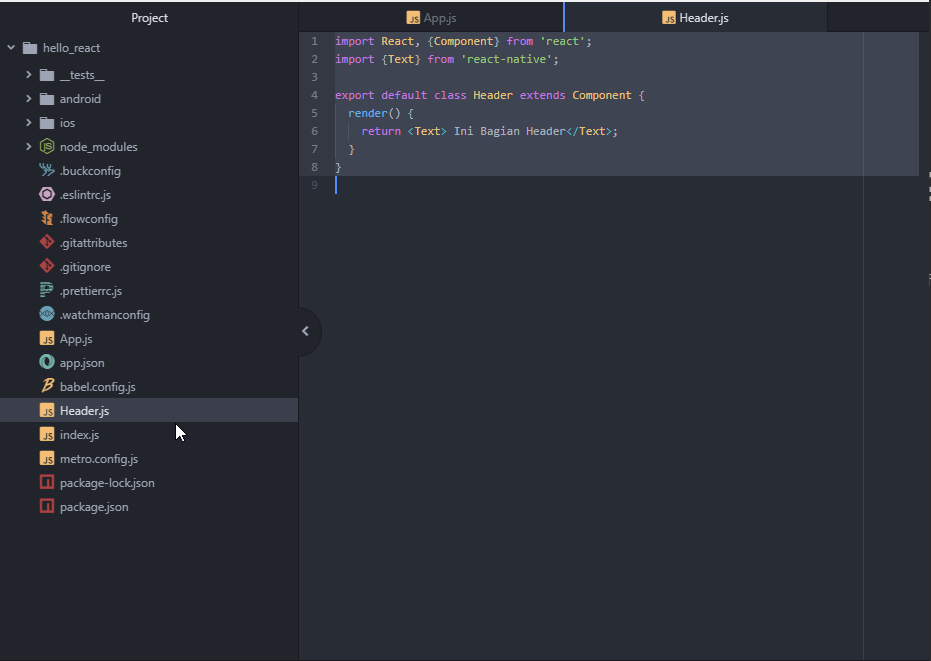 Project
hello_react
__tests__
android
ios
node_modules
.buckconfig
.eslintrc.js
.flowconfig
.gitattributes
.gitignore
.prettierrc.js
.watchmanconfig
App.js
app.json
babel.config.js
Header.js
index.js
metro.config.js
package-lock.json
package.json
JS App.js
JS Header.js
1 import React, {Component} from 'react';
2 import {Text} from 'react-native';
3
4 export default class Header extends Component {
5   render() {
6     return <Text> Ini Bagian Header</Text>;
7   }
8 }
9